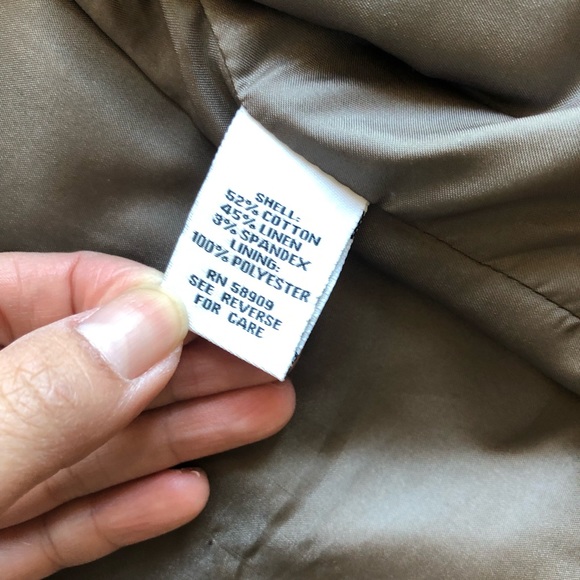 SHELL:
52% COTTON
45% LINEN
3% SPANDEX
LINING:
100% POLYESTER
RN 58909
SEE REVERSE
FOR CARE